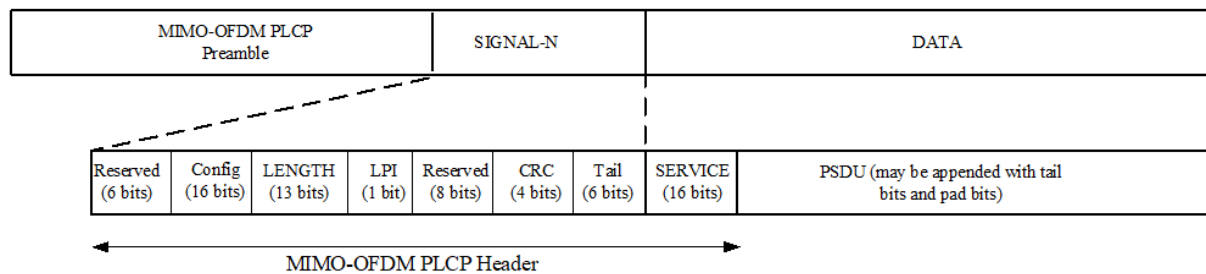 MIMO-OFDM PLCP
Preamble
SIGNAL-N
DATA
Reserved
(6 bits)
Config
(16 bits)
LENGTH
(13 bits)
LPI
(1 bit)
Reserved
(8 bits)
CRC
(4 bits)
Tail
(6 bits)
SERVICE
(16 bits)
PSDU (may be appended with tail
bits and pad bits)
MIMO-OFDM PLCP Header